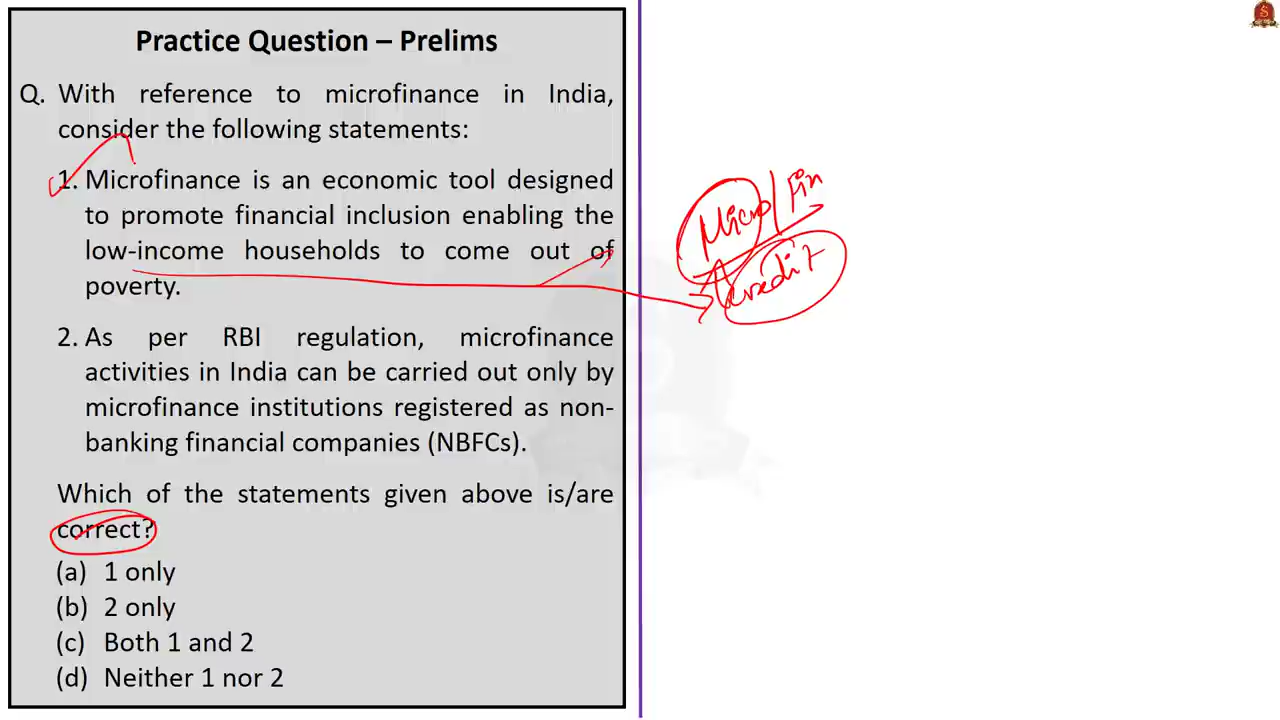 Practice Question – Prelims
Q. With reference to microfinance in India,
consider the following statements:
1. Microfinance is an economic tool designed
to promote financial inclusion enabling the
low-income households to come out of
poverty.
2. As per RBI regulation, microfinance
activities in India can be carried out only by
microfinance institutions registered as non-
banking financial companies (NBFCs).
Which of the statements given above is/are
correct?
(a) 1 only
(b) 2 only
(c) Both 1 and 2
(d) Neither 1 nor 2
Micro/fin
credit